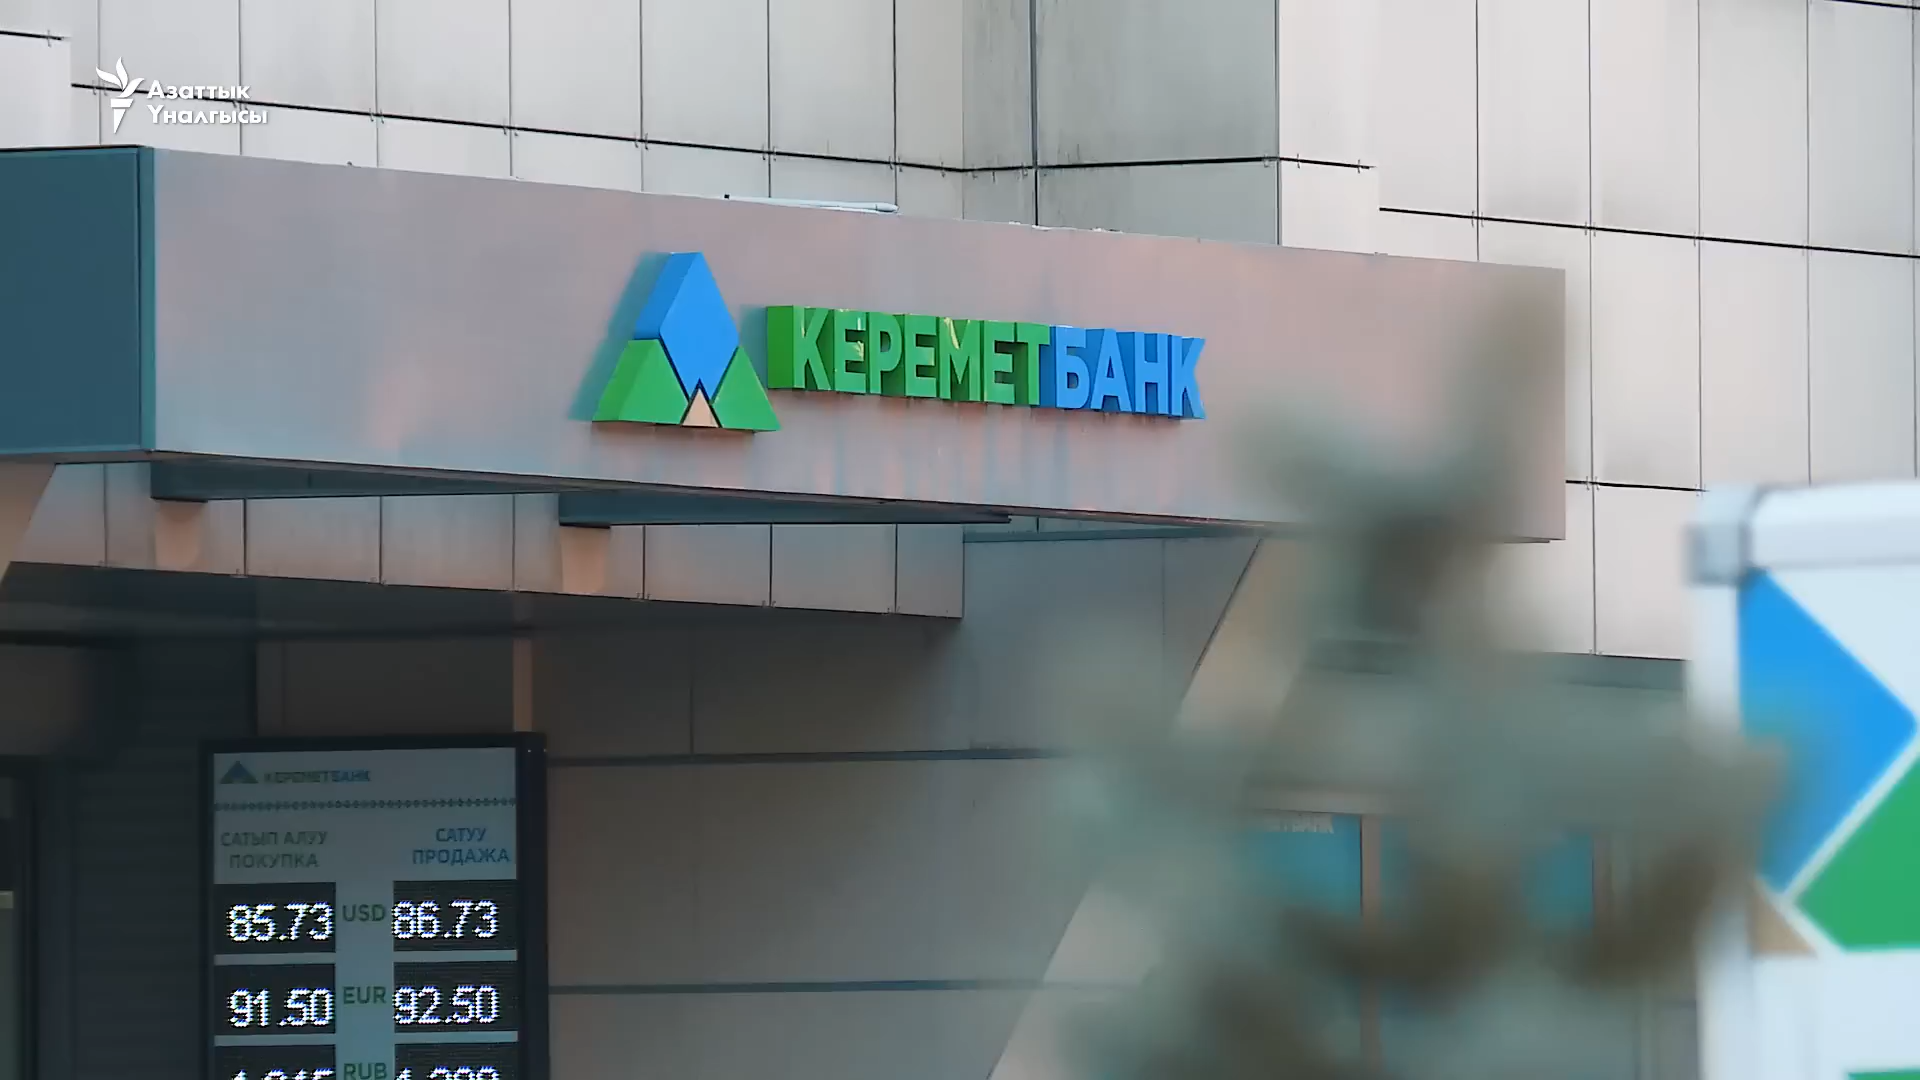 Азаттык
Үналгысы
КЕРЕМЕТБАНК
КЕРЕМЕТБАНК
САТЫП АЛУУ
ПОКУПКА
САТУУ
ПРОДАЖА
85.73 USD 86.73
91.50 EUR 92.50
RUB